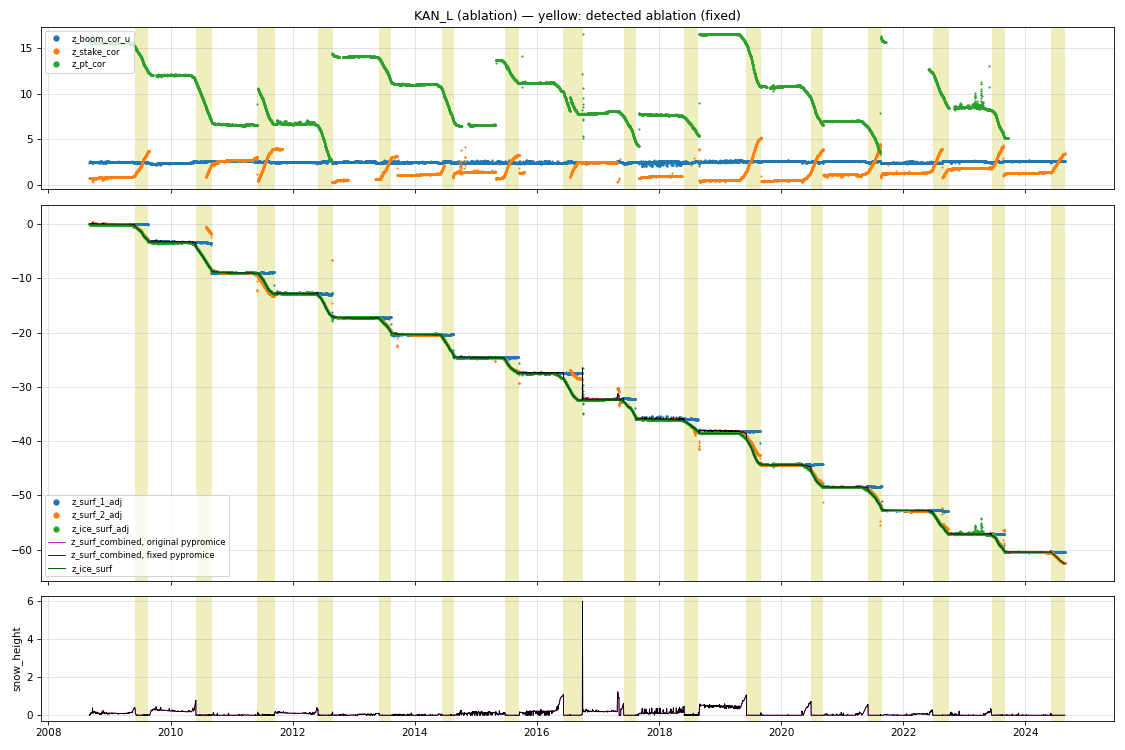 KAN_L (ablation) — yellow: detected ablation (fixed)
z_boom_cor_u
z_stake_cor
z_pt_cor
15
10
5
0
0
−10
−20
−30
−40
−50
−60
z_surf_1_adj
z_surf_2_adj
z_ice_surf_adj
z_surf_combined, original pypromice
z_surf_combined, fixed pypromice
z_ice_surf
snow_height
6
4
2
0
2008 2010 2012 2014 2016 2018 2020 2022 2024